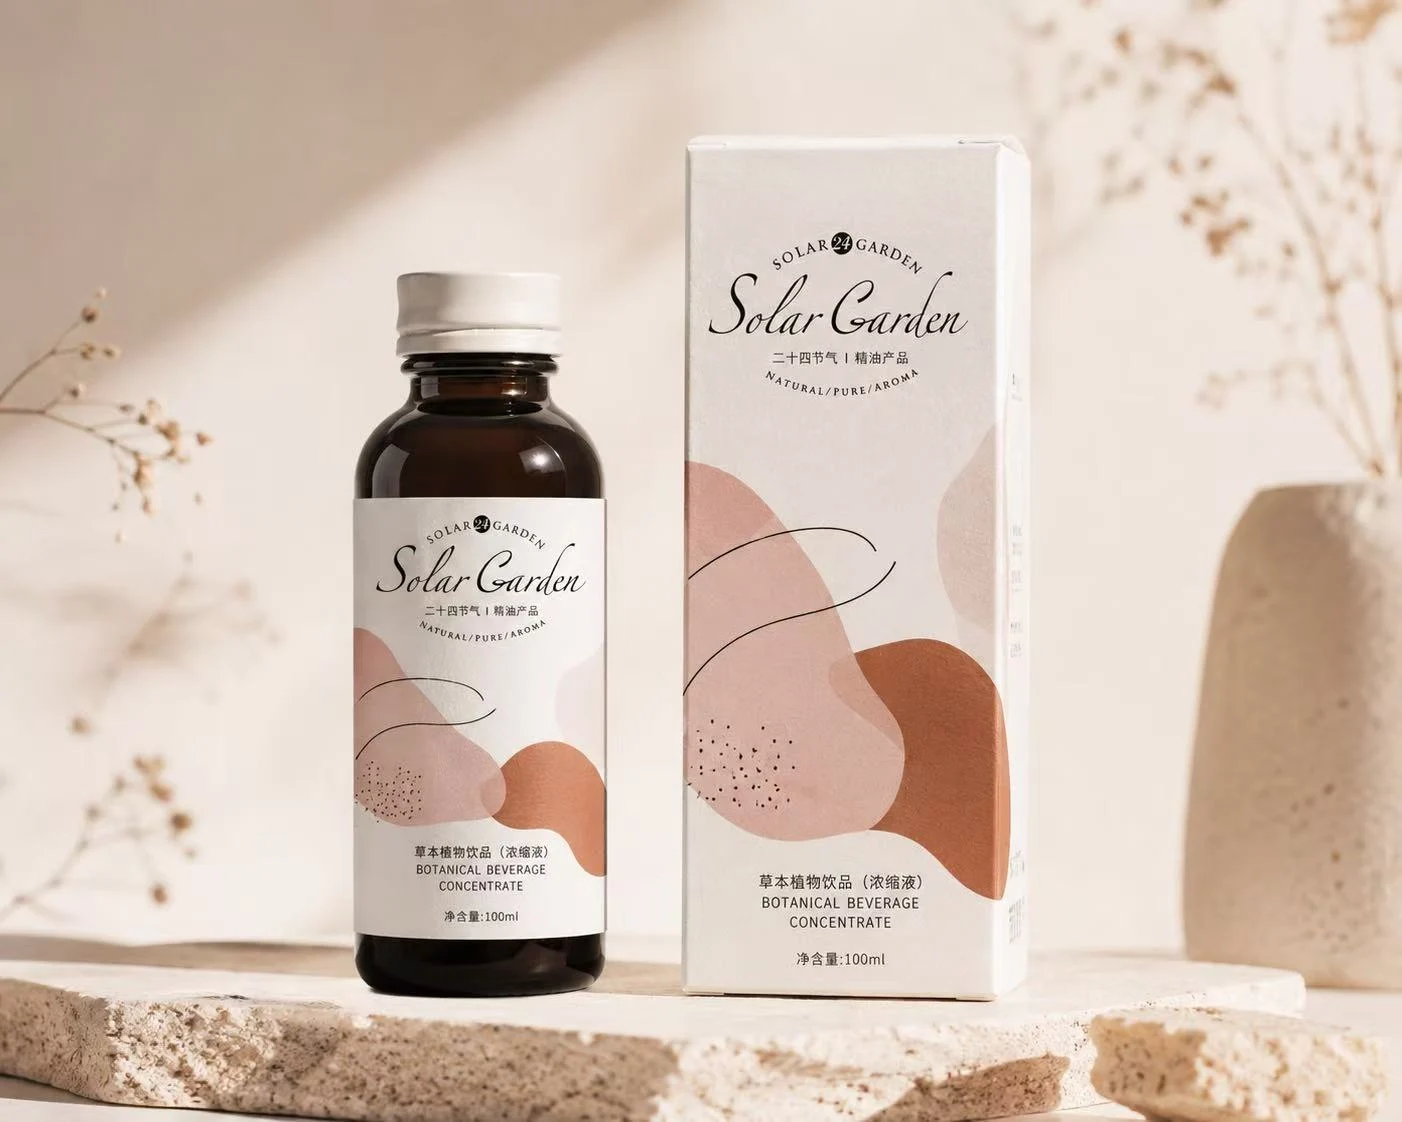 SOLAR 24 GARDEN
Solar Garden
二十四节气 | 精油产品
NATURAL/PURE/AROMA
草本植物饮品（浓缩液）
BOTANICAL BEVERAGE
CONCENTRATE
净含量:100ml
SOLAR 24 GARDEN
Solar Garden
二十四节气 | 精油产品
NATURAL/PURE/AROMA
草本植物饮品（浓缩液）
BOTANICAL BEVERAGE
CONCENTRATE
净含量:100ml